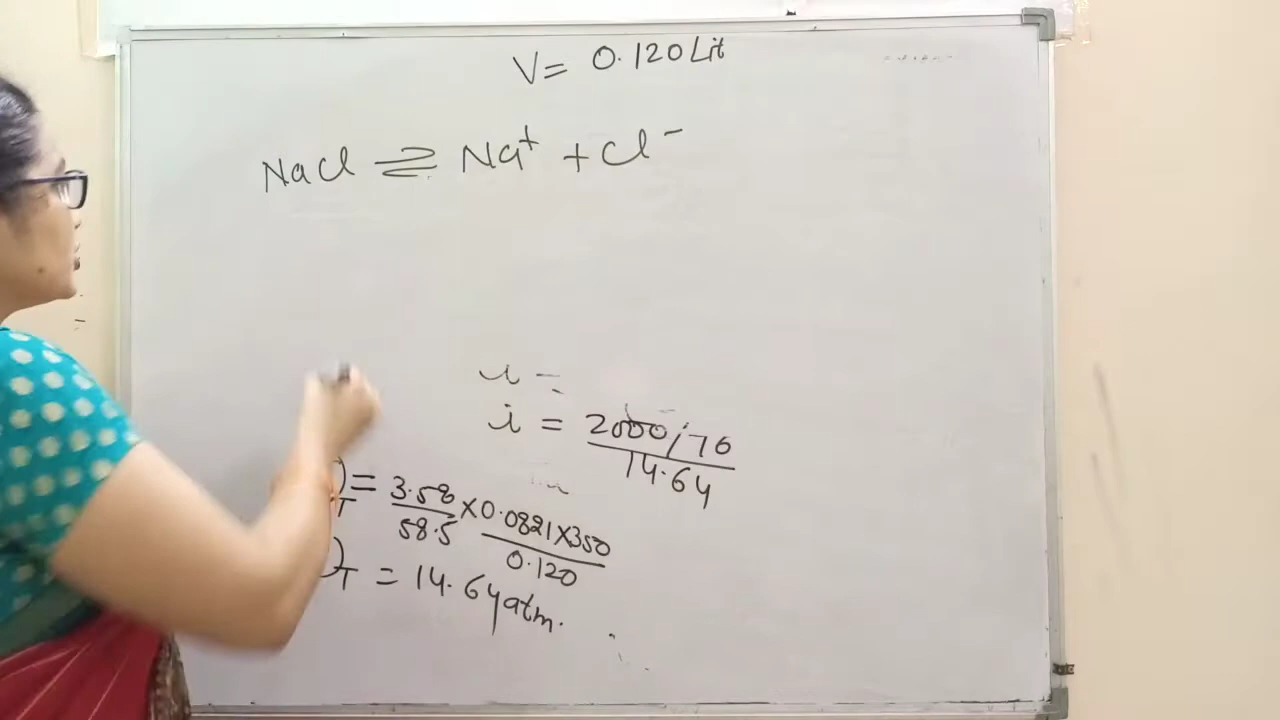 V = 0.120 Lit
NaCl ⇌ Na⁺ + Cl⁻
i = 2000/76 / 14.64
)T = 3.58/58.5 × 0.0821×350/0.120
)T = 14.64 atm.